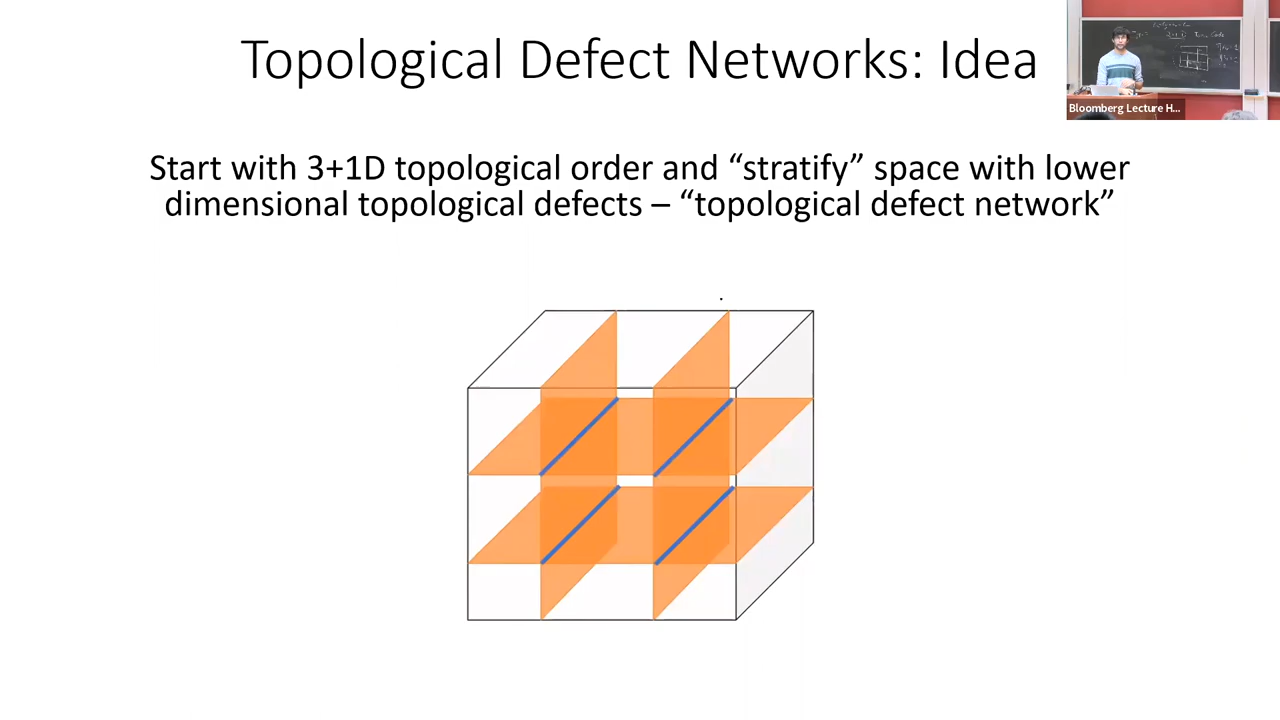 Topological Defect Networks: Idea
Bloomberg Lecture H...
Start with 3+1D topological order and “stratify” space with lower
dimensional topological defects – “topological defect network”